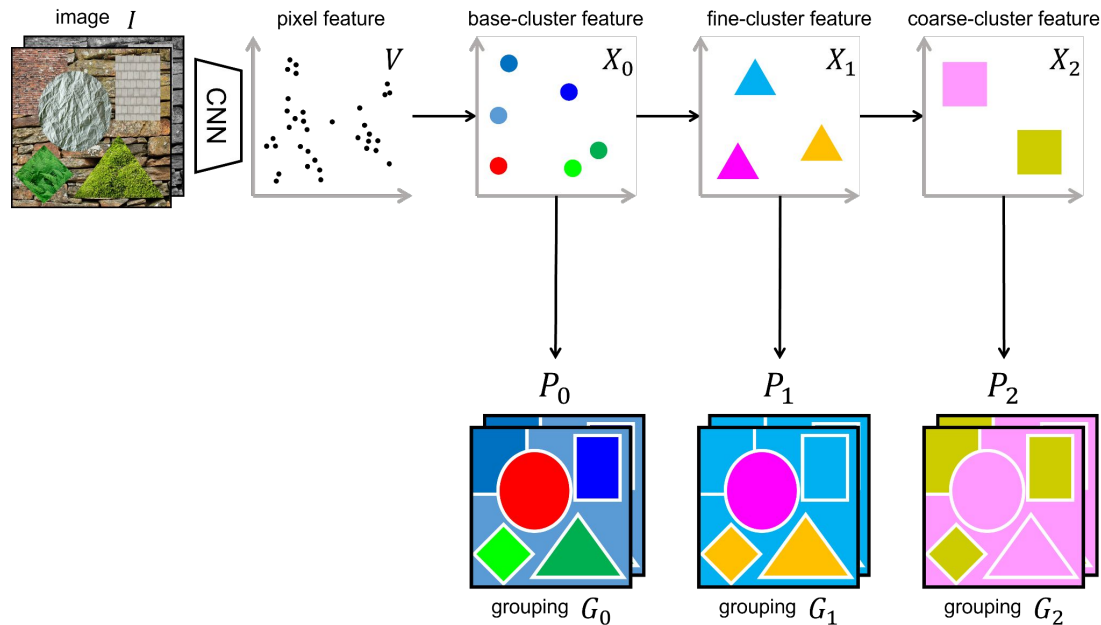 image I
pixel feature
base-cluster feature
fine-cluster feature
coarse-cluster feature
CNN
V
X₀
X₁
X₂
P₀
P₁
P₂
grouping G₀
grouping G₁
grouping G₂